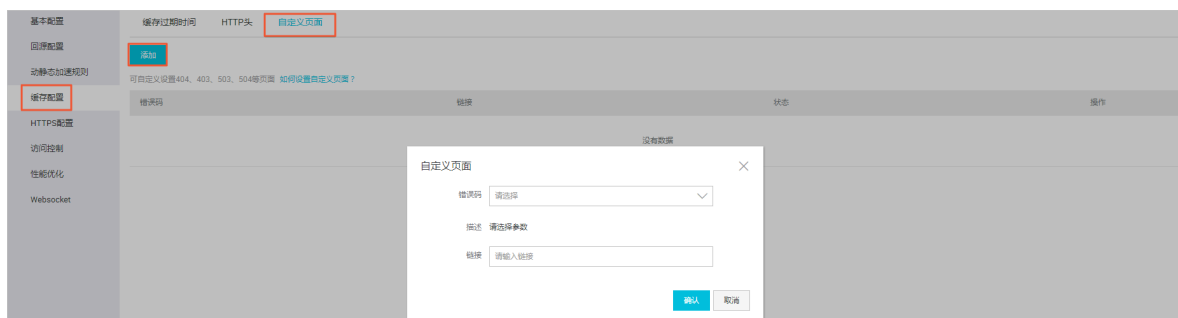 基本配置
回源配置
动静态加速规则
缓存配置
HTTPS配置
访问控制
性能优化
Websocket
缓存过期时间 HTTP头 自定义页面
添加
可自定义设置404、403、503、504等页面 如何设置自定义页面？
错误码 链接 状态 操作
没有数据
自定义页面
错误码 请选择
描述 请选择参数
链接 请输入链接
确认 取消